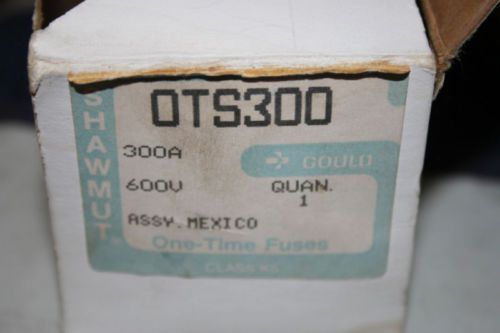 OTS300
SHAWMUT
300A
GOULD
600V
QUAN.
1
ASSY. MEXICO
One-Time Fuses
CLASS K5